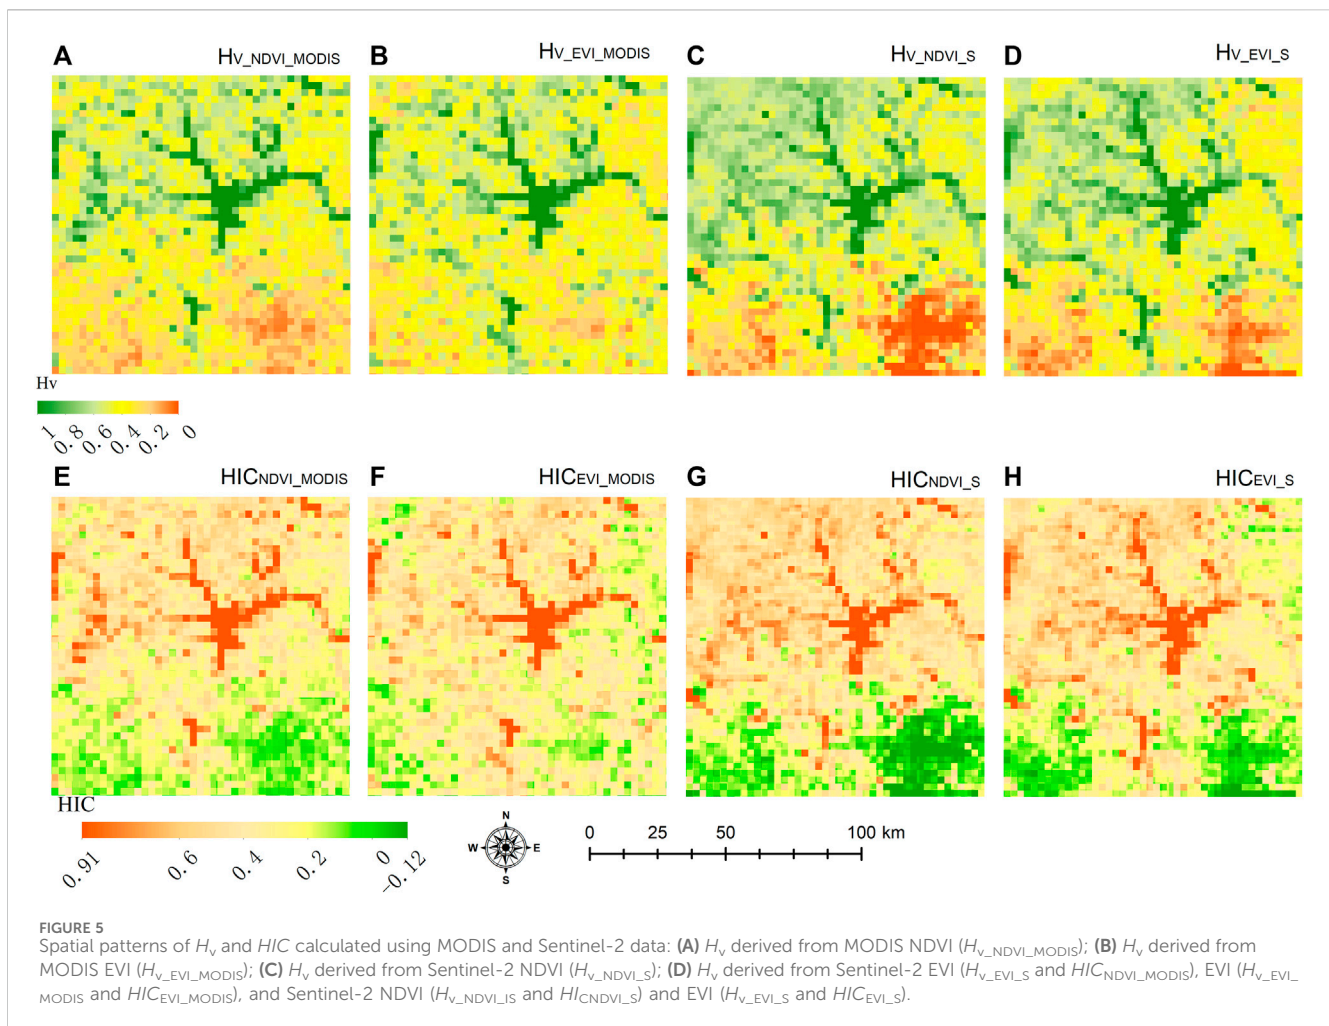 A HV_NDVI_MODIS B HV_EVI_MODIS C HV_NDVI_S D HV_EVI_S
Hv
1 0.8 0.6 0.4 0.2 0
E HICNDVI_MODIS F HICEVI_MODIS G HICNDVI_S H HICEVI_S
HIC
0.91 0.6 0.4 0.2 0 -0.12
N
W E
S
0 25 50 100 km
FIGURE 5
Spatial patterns of Hv and HIC calculated using MODIS and Sentinel-2 data: (A) Hv derived from MODIS NDVI (Hv_NDVI_MODIS); (B) Hv derived from
MODIS EVI (Hv_EVI_MODIS); (C) Hv derived from Sentinel-2 NDVI (Hv_NDVI_S); (D) Hv derived from Sentinel-2 EVI (Hv_EVI_S and HICNDVI_MODIS), EVI (Hv_EVI_
MODIS and HICEVI_MODIS), and Sentinel-2 NDVI (Hv_NDVI_IS and HICNDVI_S) and EVI (Hv_EVI_S and HICEVI_S).